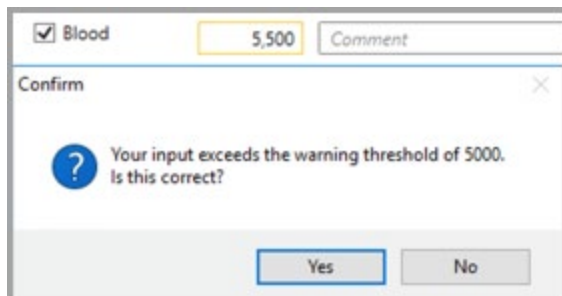 Blood 5,500 Comment
Confirm
Your input exceeds the warning threshold of 5000.
Is this correct?
Yes No